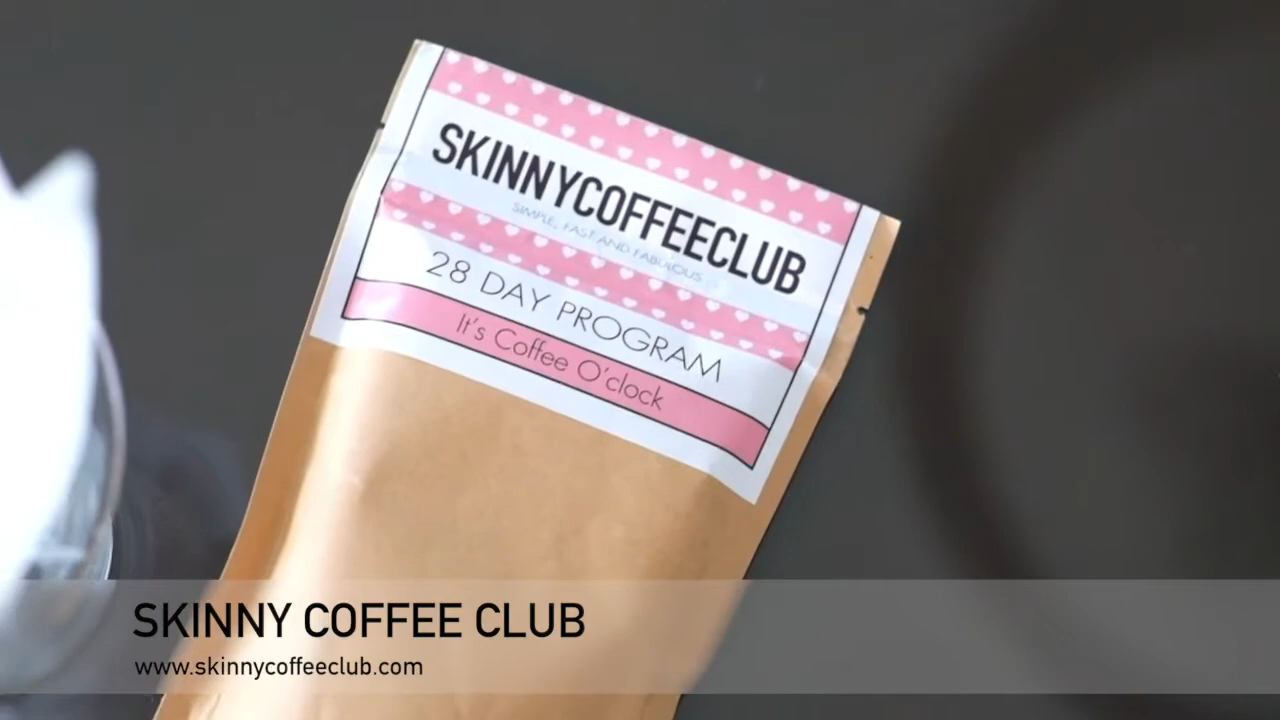 SKINNYCOFFEECLUB
SIMPLE, FAST AND FABULOUS
28 DAY PROGRAM
It's Coffee O'clock
SKINNY COFFEE CLUB
www.skinnycoffeeclub.com